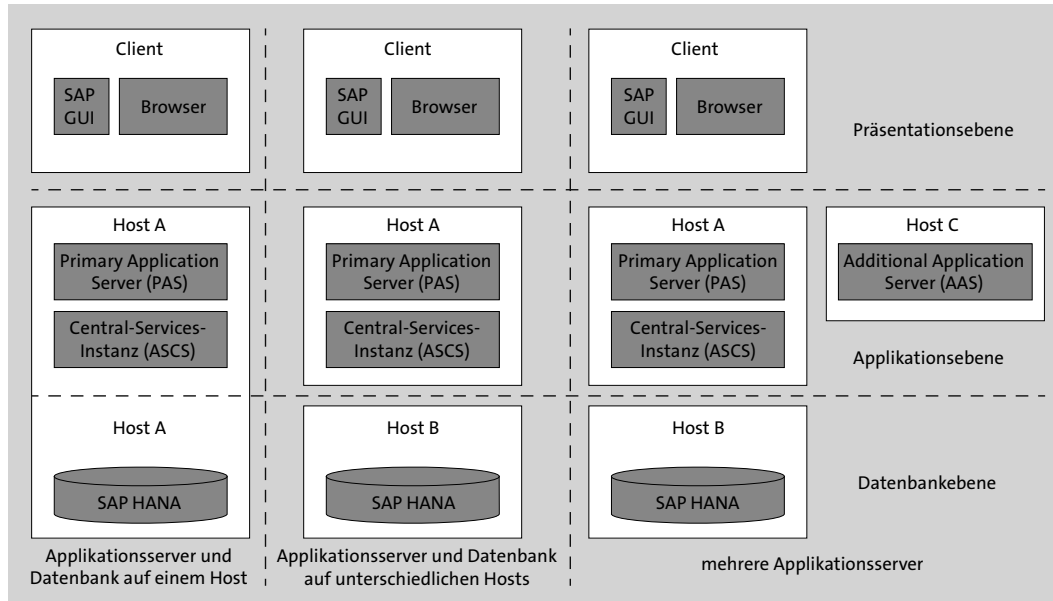 Client
SAP
GUI
Browser
Client
SAP
GUI
Browser
Client
SAP
GUI
Browser
Präsentationsebene
Host A
Primary Application
Server (PAS)
Central-Services-
Instanz (ASCS)
Host A
Primary Application
Server (PAS)
Central-Services-
Instanz (ASCS)
Host A
Primary Application
Server (PAS)
Central-Services-
Instanz (ASCS)
Host C
Additional Application
Server (AAS)
Applikationsebene
Host A
SAP HANA
Host B
SAP HANA
Host B
SAP HANA
Datenbankebene
Applikationsserver und
Datenbank auf einem Host
Applikationsserver und Datenbank
auf unterschiedlichen Hosts
mehrere Applikationsserver